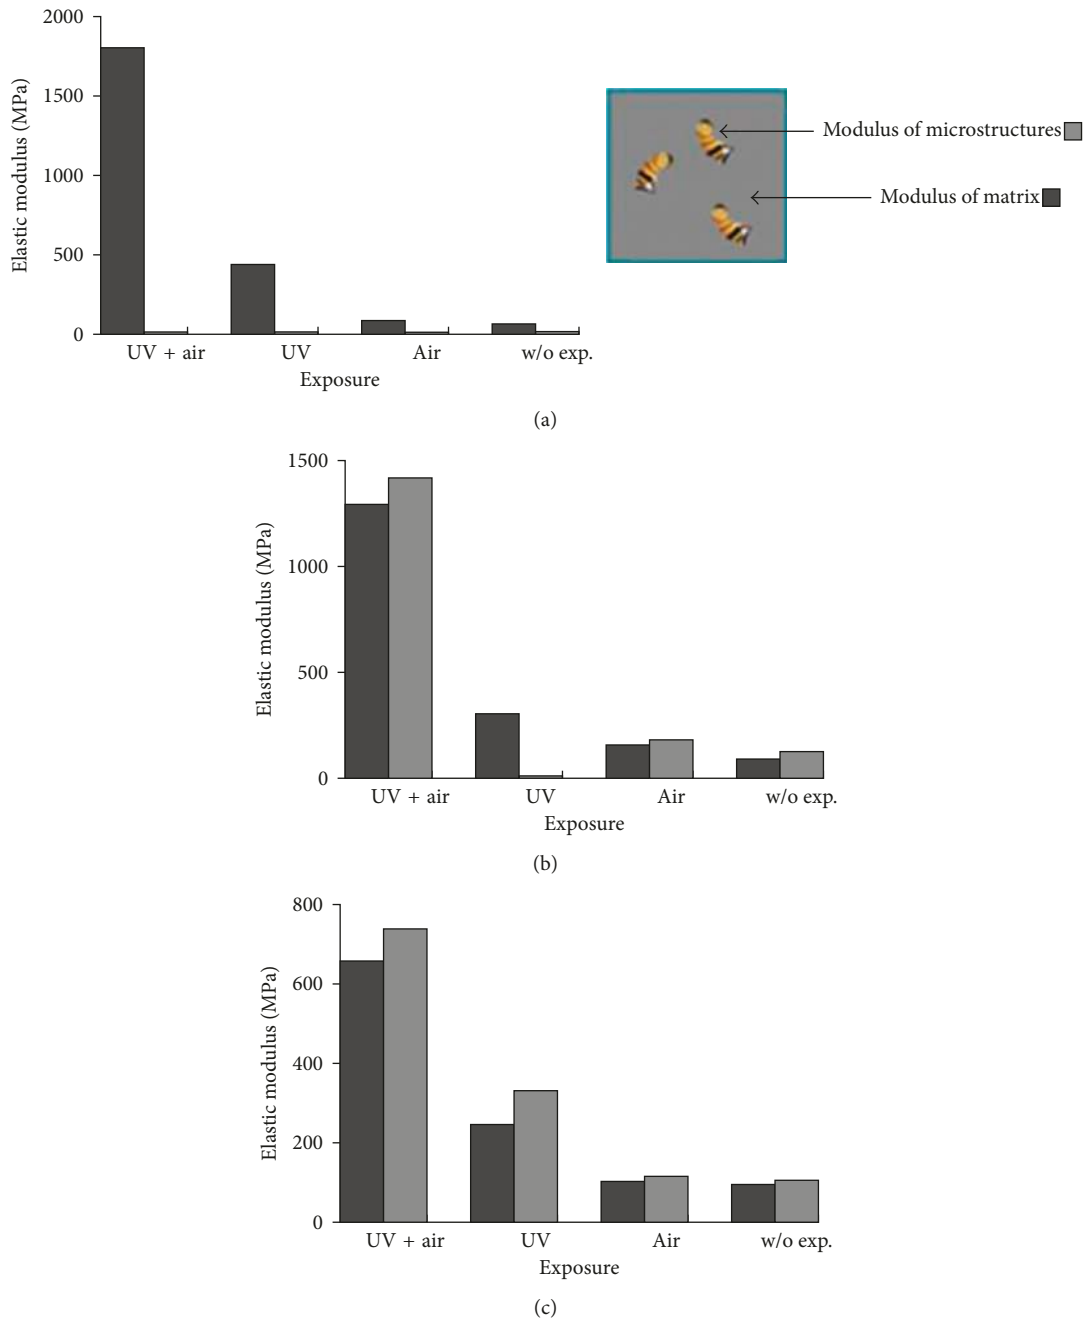 2000
1500
1000
500
0
Elastic modulus (MPa)
UV + air
UV
Air
w/o exp.
Exposure
Modulus of microstructures
Modulus of matrix
(a)
1500
1000
500
0
Elastic modulus (MPa)
UV + air
UV
Air
w/o exp.
Exposure
(b)
800
600
400
200
0
Elastic modulus (MPa)
UV + air
UV
Air
w/o exp.
Exposure
(c)